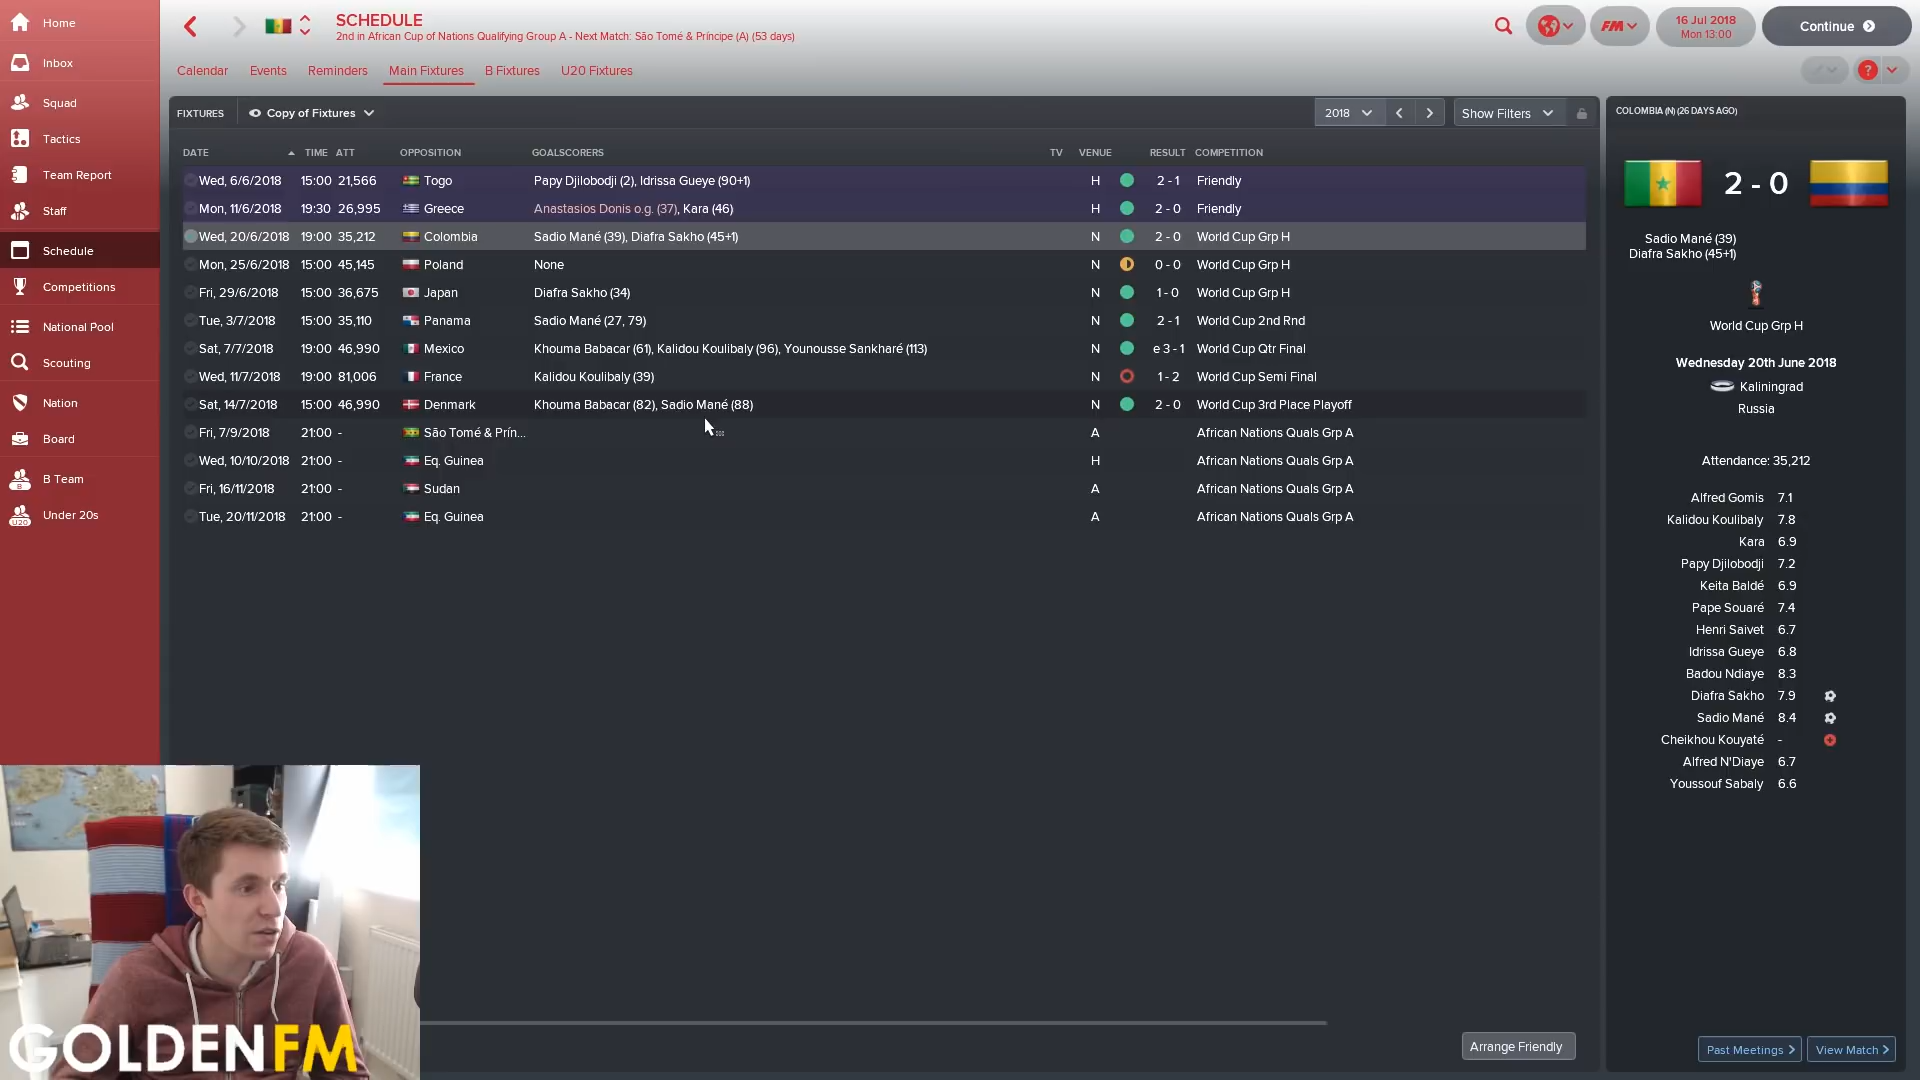 Home
Inbox
Squad
Tactics
Team Report
Staff
Schedule
Competitions
National Pool
Scouting
Nation
Board
B Team
Under 20s
SCHEDULE
2nd in African Cup of Nations Qualifying Group A - Next Match: São Tomé & Príncipe (A) (53 days)
FM
16 Jul 2018
Mon 13:00
Continue
Calendar Events Reminders Main Fixtures B Fixtures U20 Fixtures
FIXTURES Copy of Fixtures 2018 Show Filters
DATE TIME ATT OPPOSITION GOALSCORERS TV VENUE RESULT COMPETITION
Wed, 6/6/2018 15:00 21,566 Togo Papy Djilobodji (2), Idrissa Gueye (90+1) H 2 - 1 Friendly
Mon, 11/6/2018 19:30 26,995 Greece Anastasios Donis o.g. (37), Kara (46) H 2 - 0 Friendly
Wed, 20/6/2018 19:00 35,212 Colombia Sadio Mané (39), Diafra Sakho (45+1) N 2 - 0 World Cup Grp H
Mon, 25/6/2018 15:00 45,145 Poland None N 0 - 0 World Cup Grp H
Fri, 29/6/2018 15:00 36,675 Japan Diafra Sakho (34) N 1 - 0 World Cup Grp H
Tue, 3/7/2018 15:00 35,110 Panama Sadio Mané (27, 79) N 2 - 1 World Cup 2nd Rnd
Sat, 7/7/2018 19:00 46,990 Mexico Khouma Babacar (61), Kalidou Koulibaly (96), Younousse Sankharé (113) N e 3 - 1 World Cup Qtr Final
Wed, 11/7/2018 19:00 81,006 France Kalidou Koulibaly (39) N 1 - 2 World Cup Semi Final
Sat, 14/7/2018 15:00 46,990 Denmark Khouma Babacar (82), Sadio Mané (88) N 2 - 0 World Cup 3rd Place Playoff
Fri, 7/9/2018 21:00 - São Tomé & Prín... A African Nations Quals Grp A
Wed, 10/10/2018 21:00 - Eq. Guinea H African Nations Quals Grp A
Fri, 16/11/2018 21:00 - Sudan A African Nations Quals Grp A
Tue, 20/11/2018 21:00 - Eq. Guinea A African Nations Quals Grp A
Arrange Friendly
COLOMBIA (N) (26 DAYS AGO)
2 - 0
Sadio Mané (39)
Diafra Sakho (45+1)
World Cup Grp H
Wednesday 20th June 2018
Kaliningrad
Russia
Attendance: 35,212
Alfred Gomis 7.1
Kalidou Koulibaly 7.8
Kara 6.9
Papy Djilobodji 7.2
Keita Baldé 6.9
Pape Souaré 7.4
Henri Saivet 6.7
Idrissa Gueye 6.8
Badou Ndiaye 8.3
Diafra Sakho 7.9
Sadio Mané 8.4
Cheikhou Kouyaté -
Alfred N'Diaye 6.7
Youssouf Sabaly 6.6
Past Meetings View Match
GOLDENFM